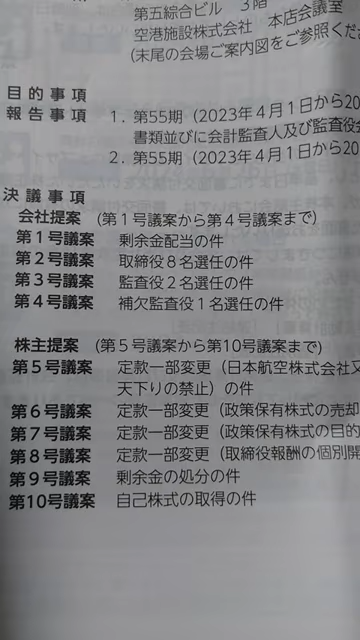 第五綜合ビル 3階
空港施設株式会社 本店会議室
(末尾の会場ご案内図をご参照くださ
目的事項
報告事項 1. 第55期(2023年4月1日から20
書類並びに会計監査人及び監査役会
2. 第55期(2023年4月1日から20
決議事項
会社提案 (第1号議案から第4号議案まで)
第1号議案 剰余金配当の件
第2号議案 取締役8名選任の件
第3号議案 監査役2名選任の件
第4号議案 補欠監査役1名選任の件
株主提案 (第5号議案から第10号議案まで)
第5号議案 定款一部変更(日本航空株式会社又
天下りの禁止)の件
第6号議案 定款一部変更(政策保有株式の売却
第7号議案 定款一部変更(政策保有株式の目的
第8号議案 定款一部変更(取締役報酬の個別開
第9号議案 剰余金の処分の件
第10号議案 自己株式の取得の件